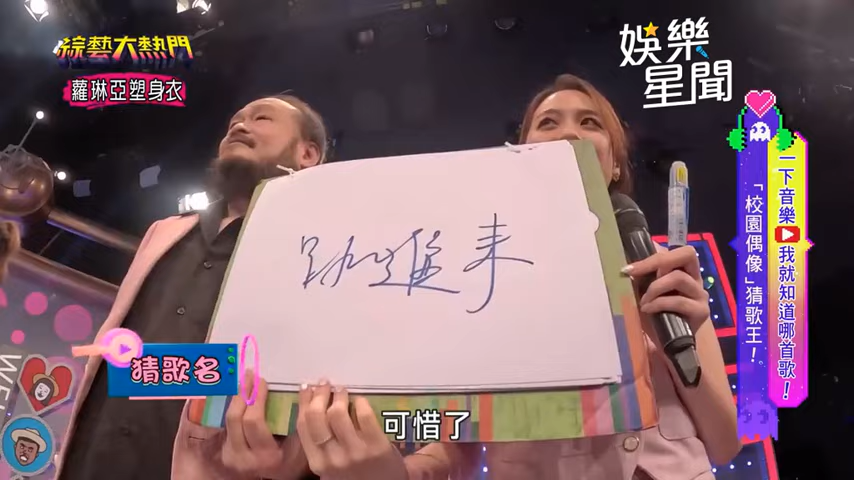 綜藝大熱門
蘿琳亞塑身衣
娛樂
星聞
一下音樂 我就知道哪首歌!
「校園偶像」猜歌王!
跳進來
猜歌名
WE
可惜了